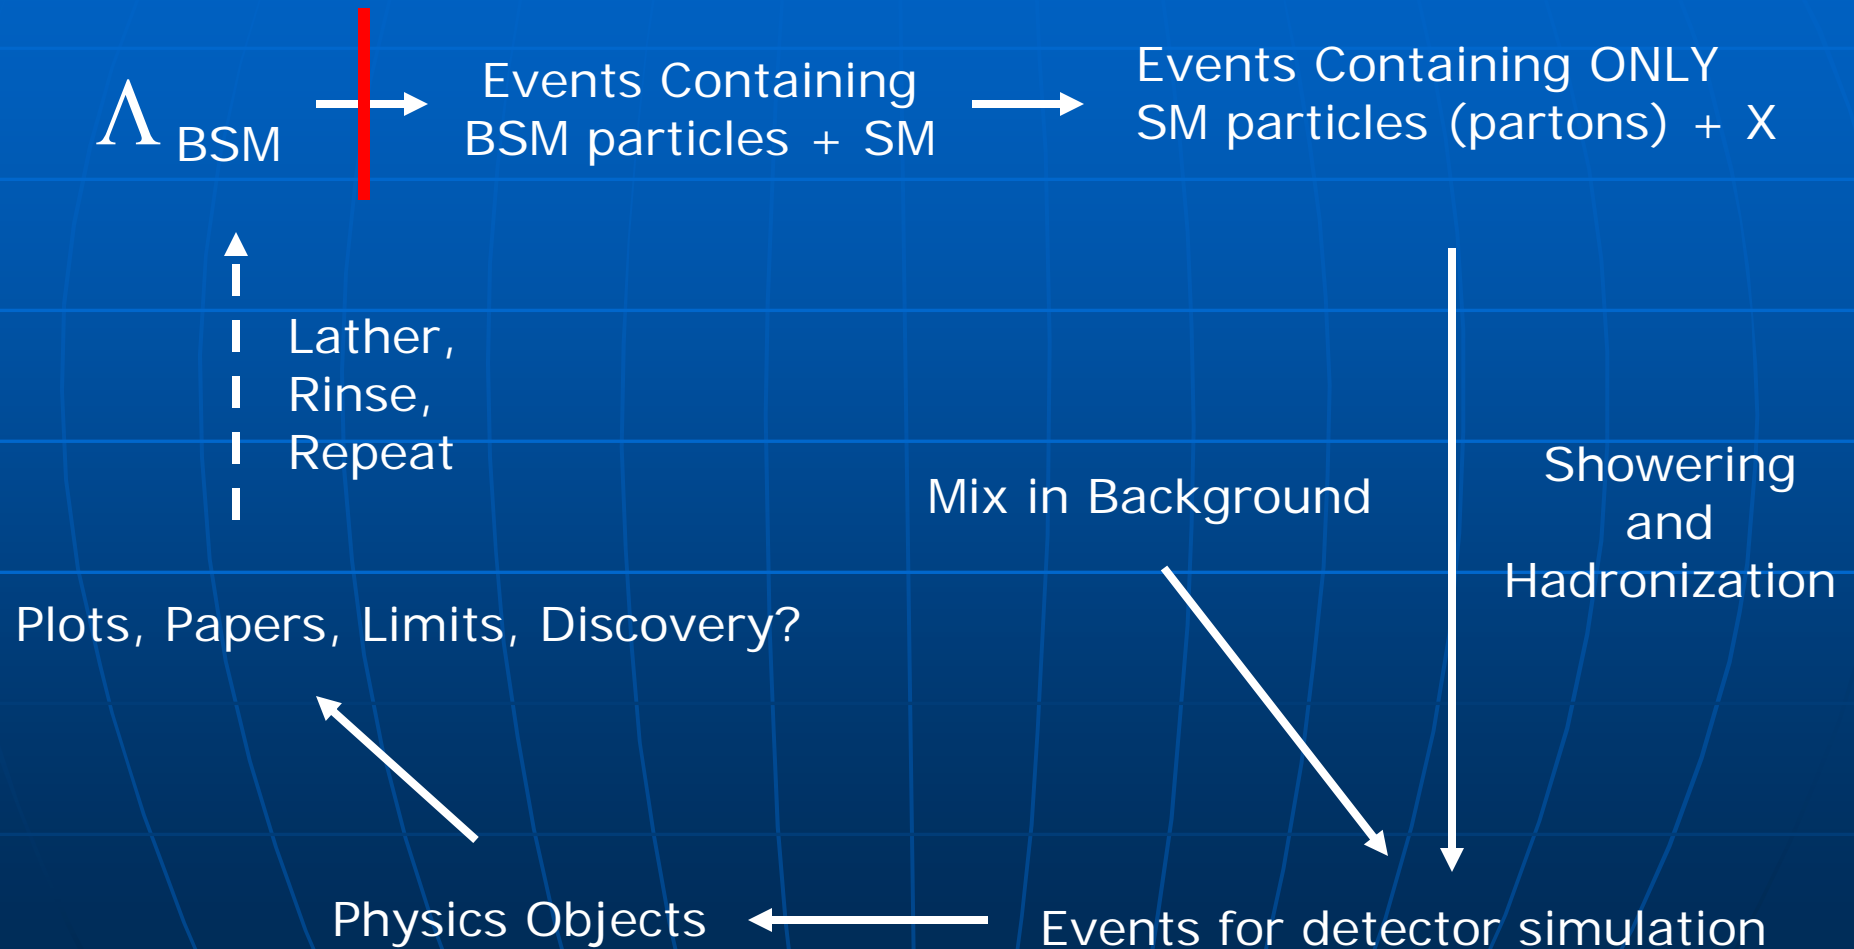 Λ BSM
Events Containing
BSM particles + SM
Events Containing ONLY
SM particles (partons) + X
Lather,
Rinse,
Repeat
Mix in Background
Showering
and
Hadronization
Plots, Papers, Limits, Discovery?
Physics Objects
Events for detector simulation